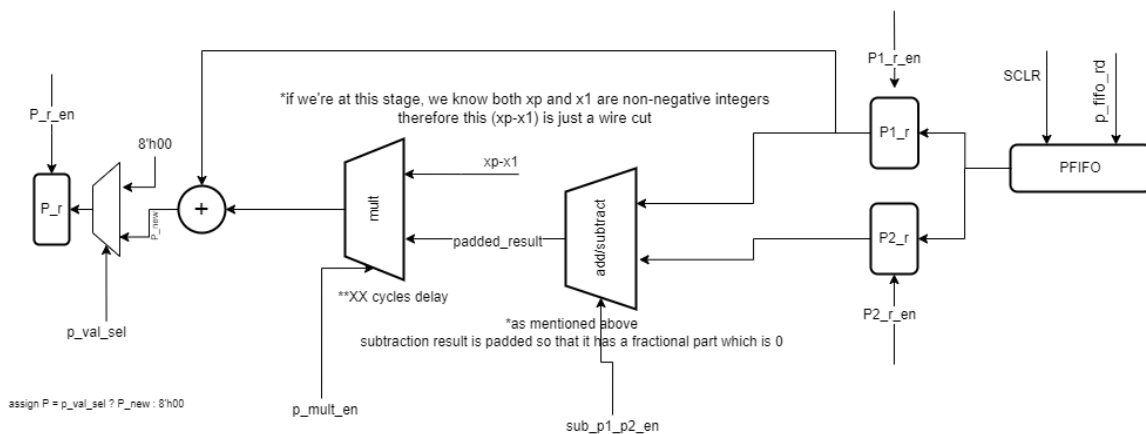 P1_r_en
SCLR
p_fifo_rd
*if we're at this stage, we know both xp and x1 are non-negative integers
therefore this (xp-x1) is just a wire cut
P_r_en
8'h00
P1_r
PFIFO
xp-x1
mult
P_r
P_new
+
padded_result
add/subtract
P2_r
**XX cycles delay
p_val_sel
P2_r_en
*as mentioned above
subtraction result is padded so that it has a fractional part which is 0
assign P = p_val_sel ? P_new : 8'h00
p_mult_en
sub_p1_p2_en